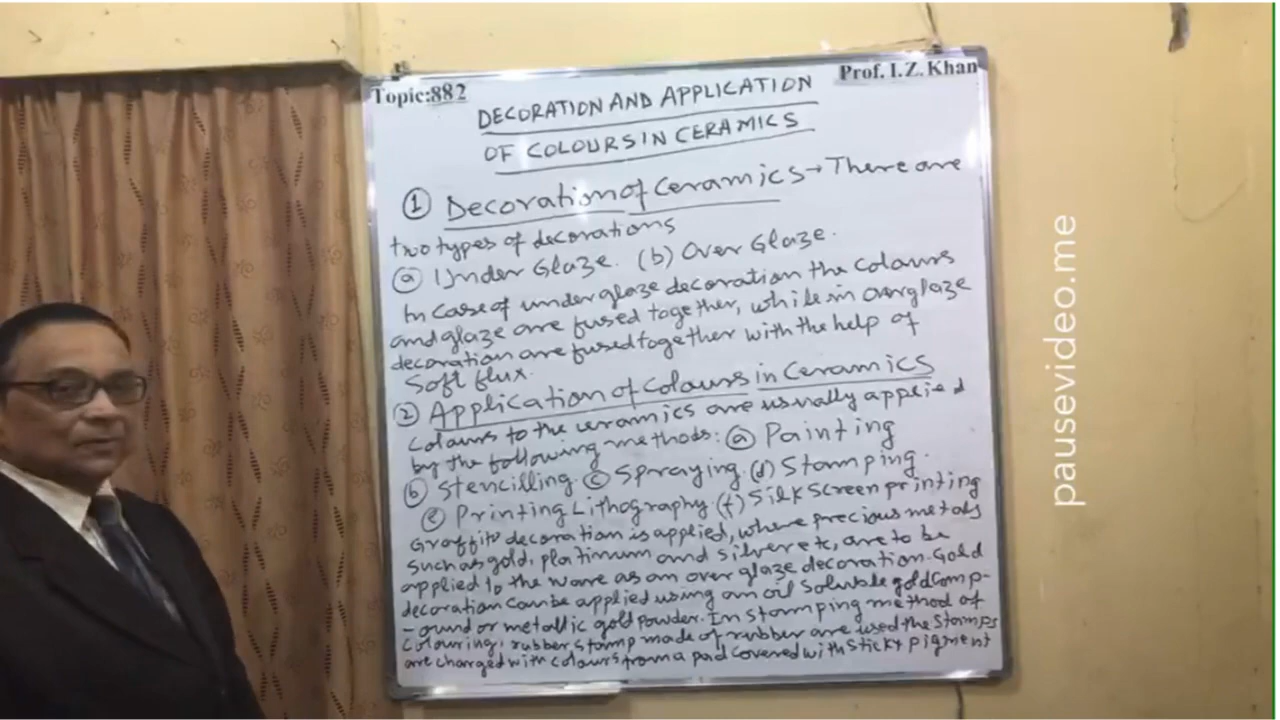 Topic:882
Prof. I.Z. Khan
DECORATION AND APPLICATION
OF COLOURS IN CERAMICS
① Decoration of Ceramics → There are
two types of decorations
(a) Under Glaze. (b) Over Glaze.
In case of under glaze decoration the colours
and glaze are fused together, while in overglaze
decoration are fused together with the help of
Soft flux.
② Application of Colours in Ceramics
Colours to the ceramics are usually applied
by the following methods: (a) Painting
(b) Stencilling. (c) Spraying. (d) Stamping.
(e) Printing Lithography (f) Silk Screen printing
Graffito decoration is applied, where precious metals
such as gold, platinum and silver etc, are to be
applied to the ware as an over glaze decoration. Gold
decoration can be applied using an oil soluble gold comp-
-ound or metallic gold powder. In stamping method of
colouring, rubber stamp made of rubber are used the stamps
are charged with colours from a pad covered with sticky pigment
pausevideo.me